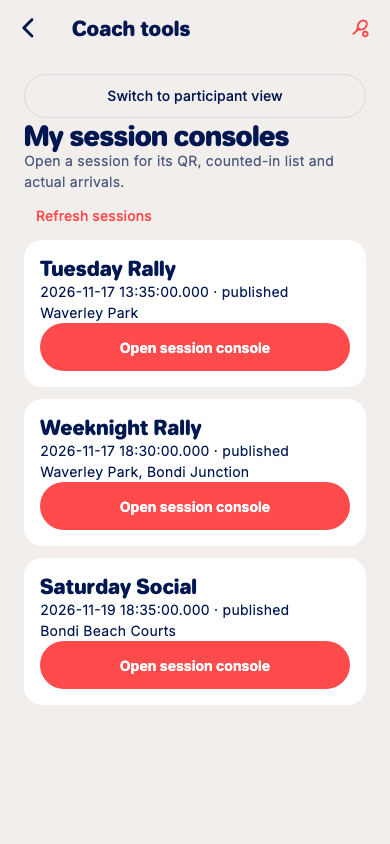 Coach tools
Switch to participant view
My session consoles
Open a session for its QR, counted-in list and
actual arrivals.
Refresh sessions
Tuesday Rally
2026-11-17 13:35:00.000 · published
Waverley Park
Open session console
Weeknight Rally
2026-11-17 18:30:00.000 · published
Waverley Park, Bondi Junction
Open session console
Saturday Social
2026-11-19 18:35:00.000 · published
Bondi Beach Courts
Open session console